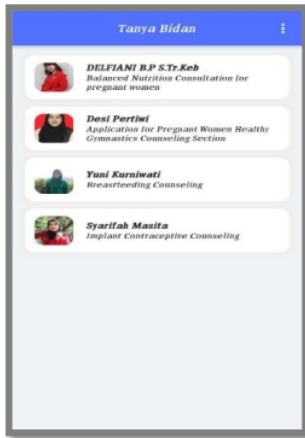 Tanya Bidan
DELFIANI B.P S.Tr.Keb
Balanced Nutrition Consultation for
pregnant women
Desi Pertiwi
Application for Pregnant Women Healthy
Gymnastics Counseling Section
Yuni Kurniwati
Breastfeeding Counseling
Syarifah Masita
Implant Contraceptive Counseling